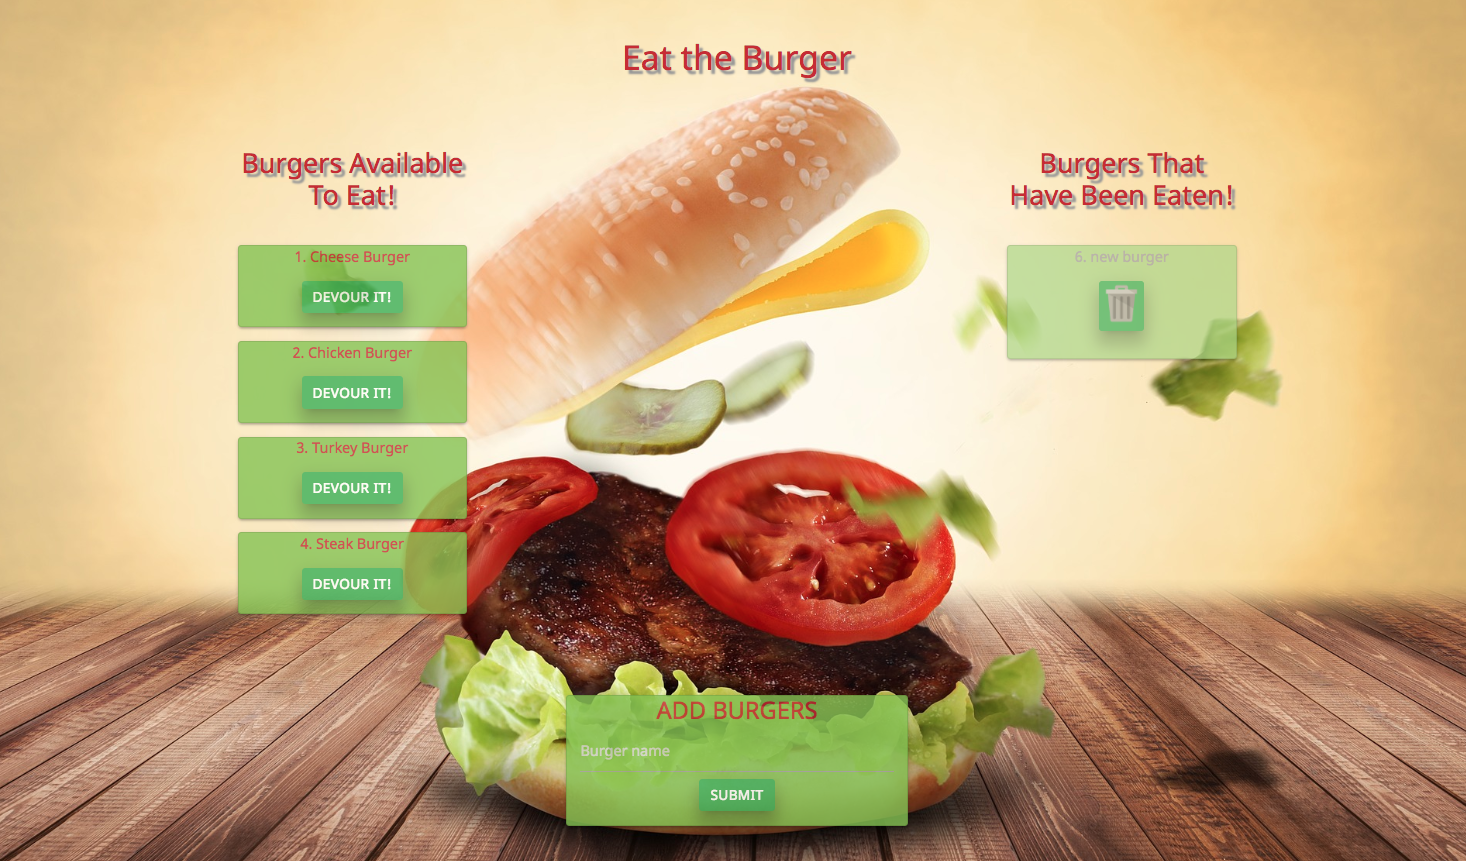 Eat the Burger
Burgers Available
To Eat!
1. Cheese Burger
DEVOUR IT!
2. Chicken Burger
DEVOUR IT!
3. Turkey Burger
DEVOUR IT!
4. Steak Burger
DEVOUR IT!
Burgers That
Have Been Eaten!
6. new burger
ADD BURGERS
Burger name
SUBMIT